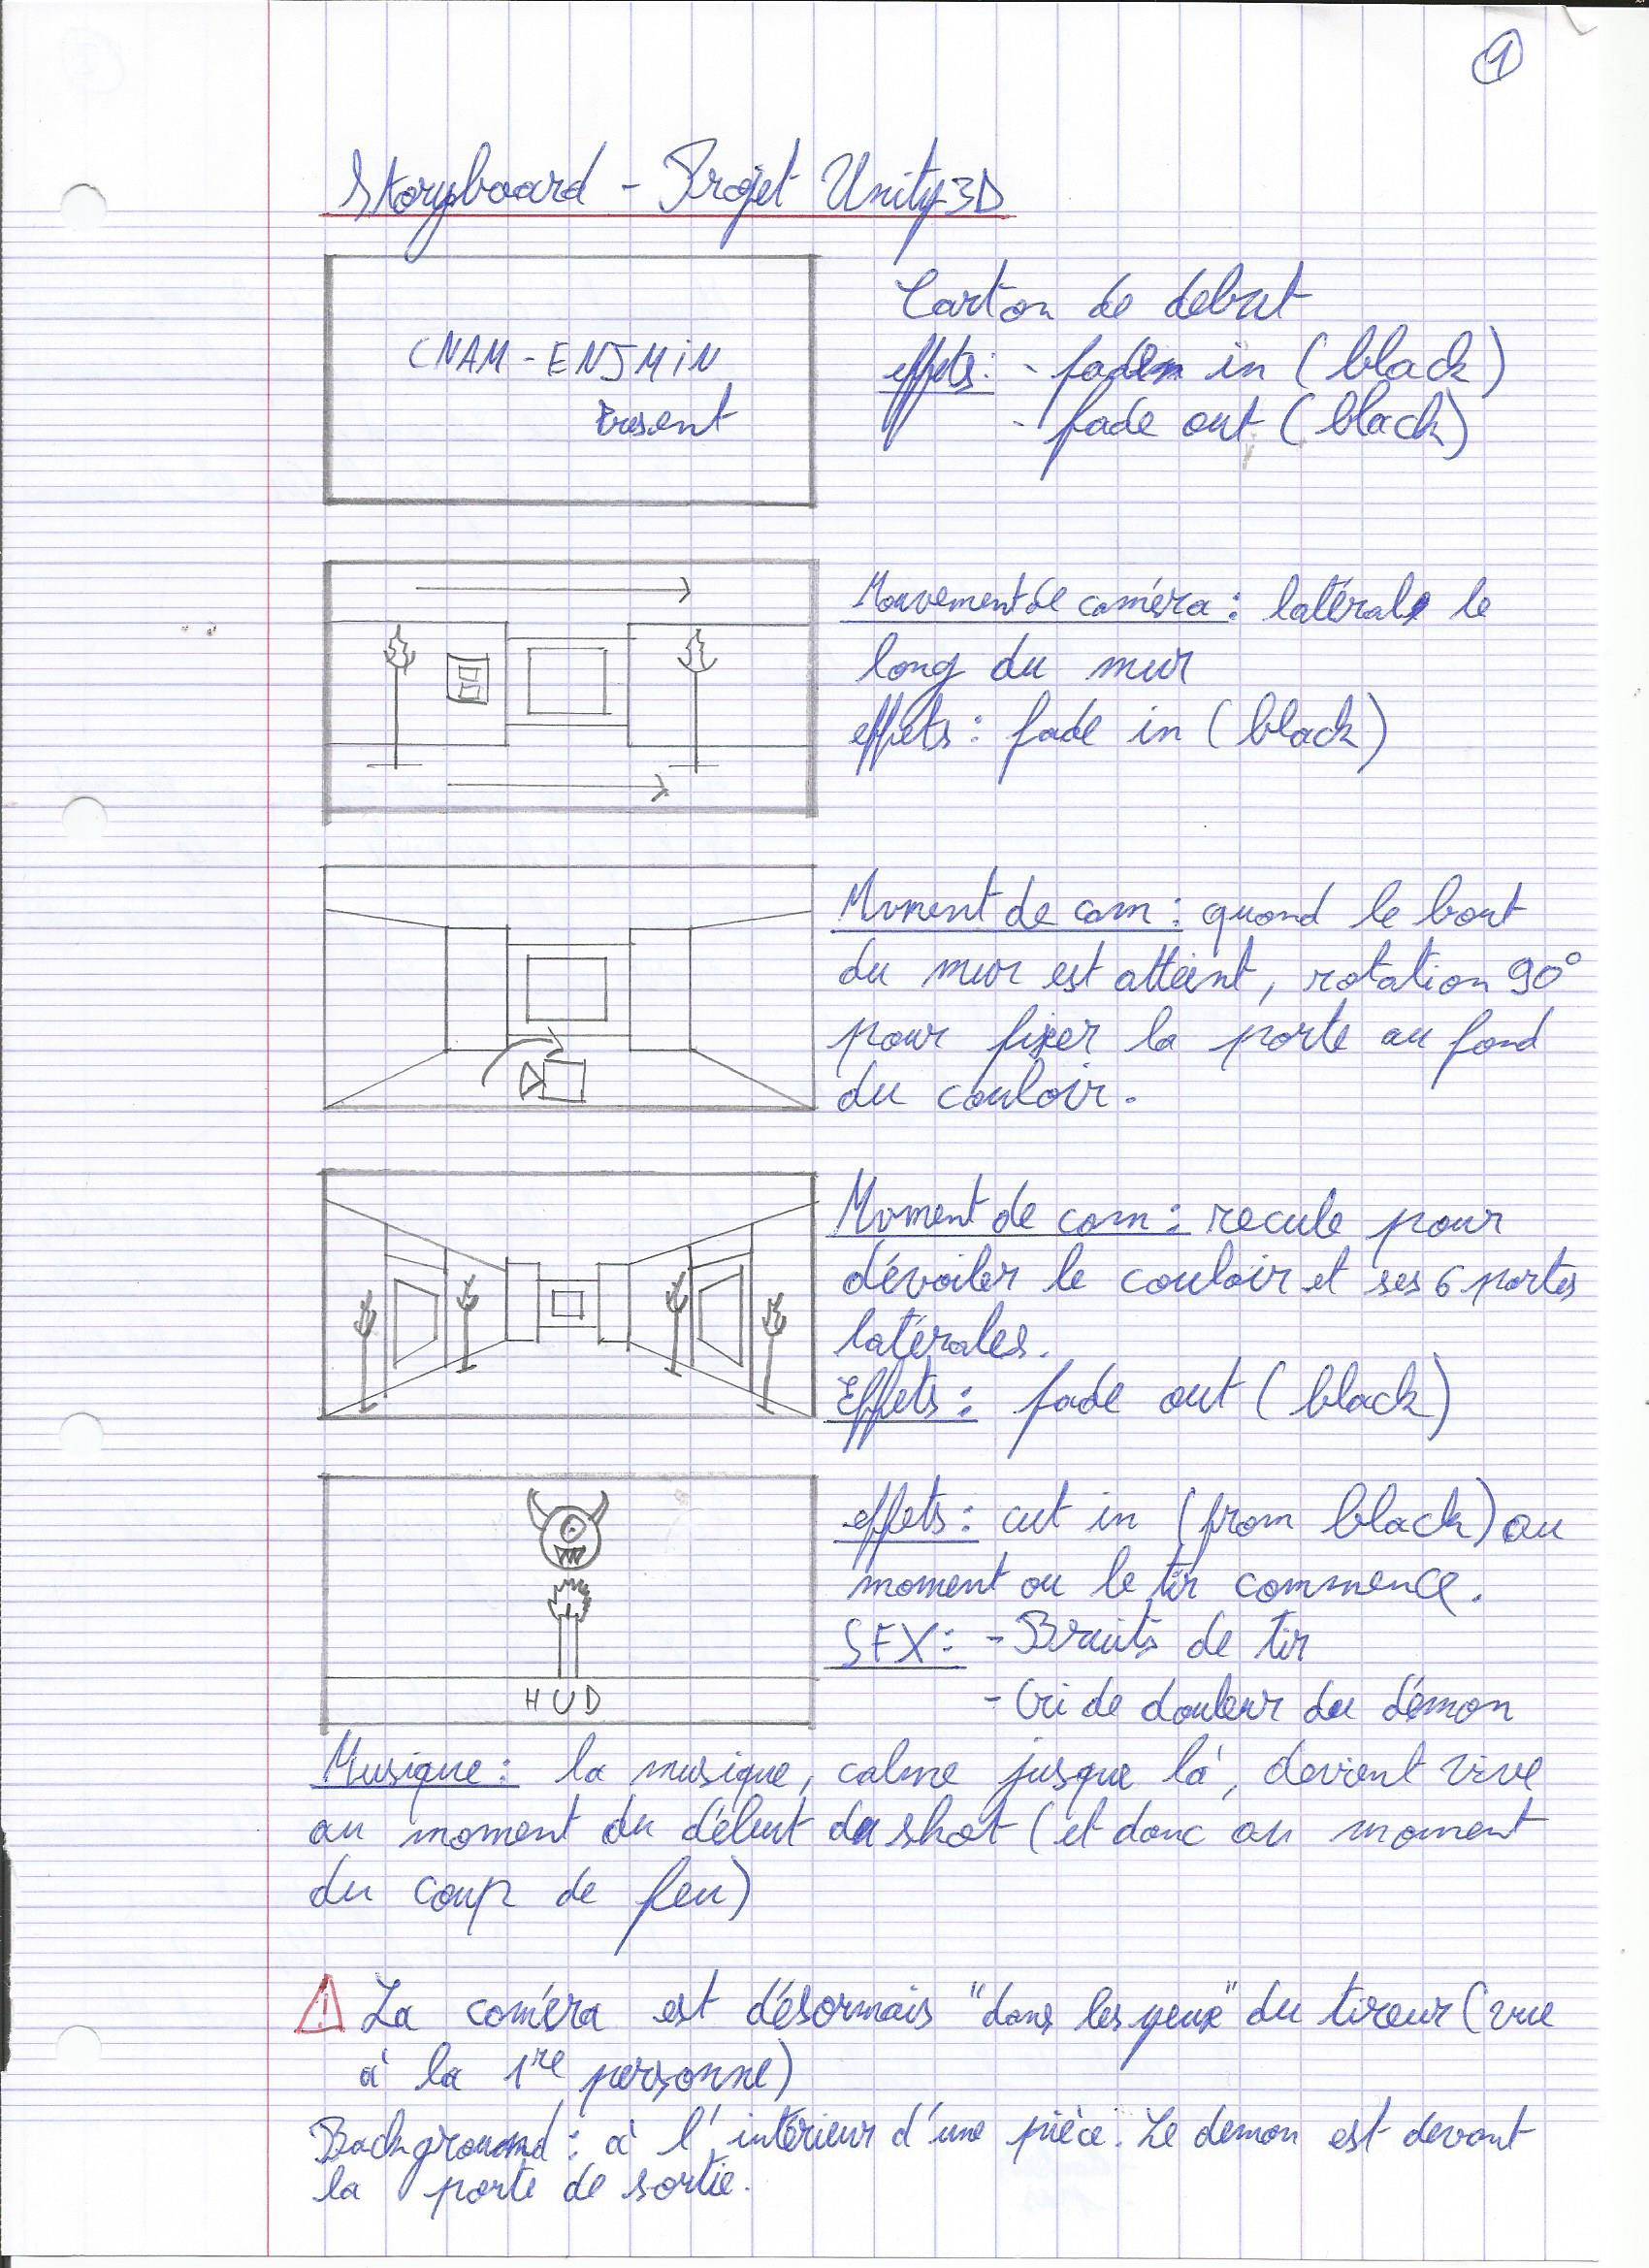 1
Storyboard - Projet Unity3D
CNAM - ENJMiN
Present
Carton de debut
effets: - fade in (black)
- fade out (black)
Mouvement de caméra : latéral le
long du mur
effets : fade in (black)
Mvment de cam : quand le bout
du mur est atteint, rotation 90°
pour fixer la porte au fond
du couloir.
Mvment de cam : recule pour
dévoiler le couloir et ses 6 portes
latérales.
Effets : fade out (black)
HUD
effets : cut in (from black) au
moment ou le tir commence.
SFX : - Bruits de tir
- Cri de douleur du démon
Musique : la musique, calme jusque là, devient vive
au moment du début du shot (et donc au moment
du coup de feu)
! La caméra est désormais "dans les yeux" du tireur (vue
à la 1re personne)
Background : à l'intérieur d'une pièce. Le demon est devant
la porte de sortie.